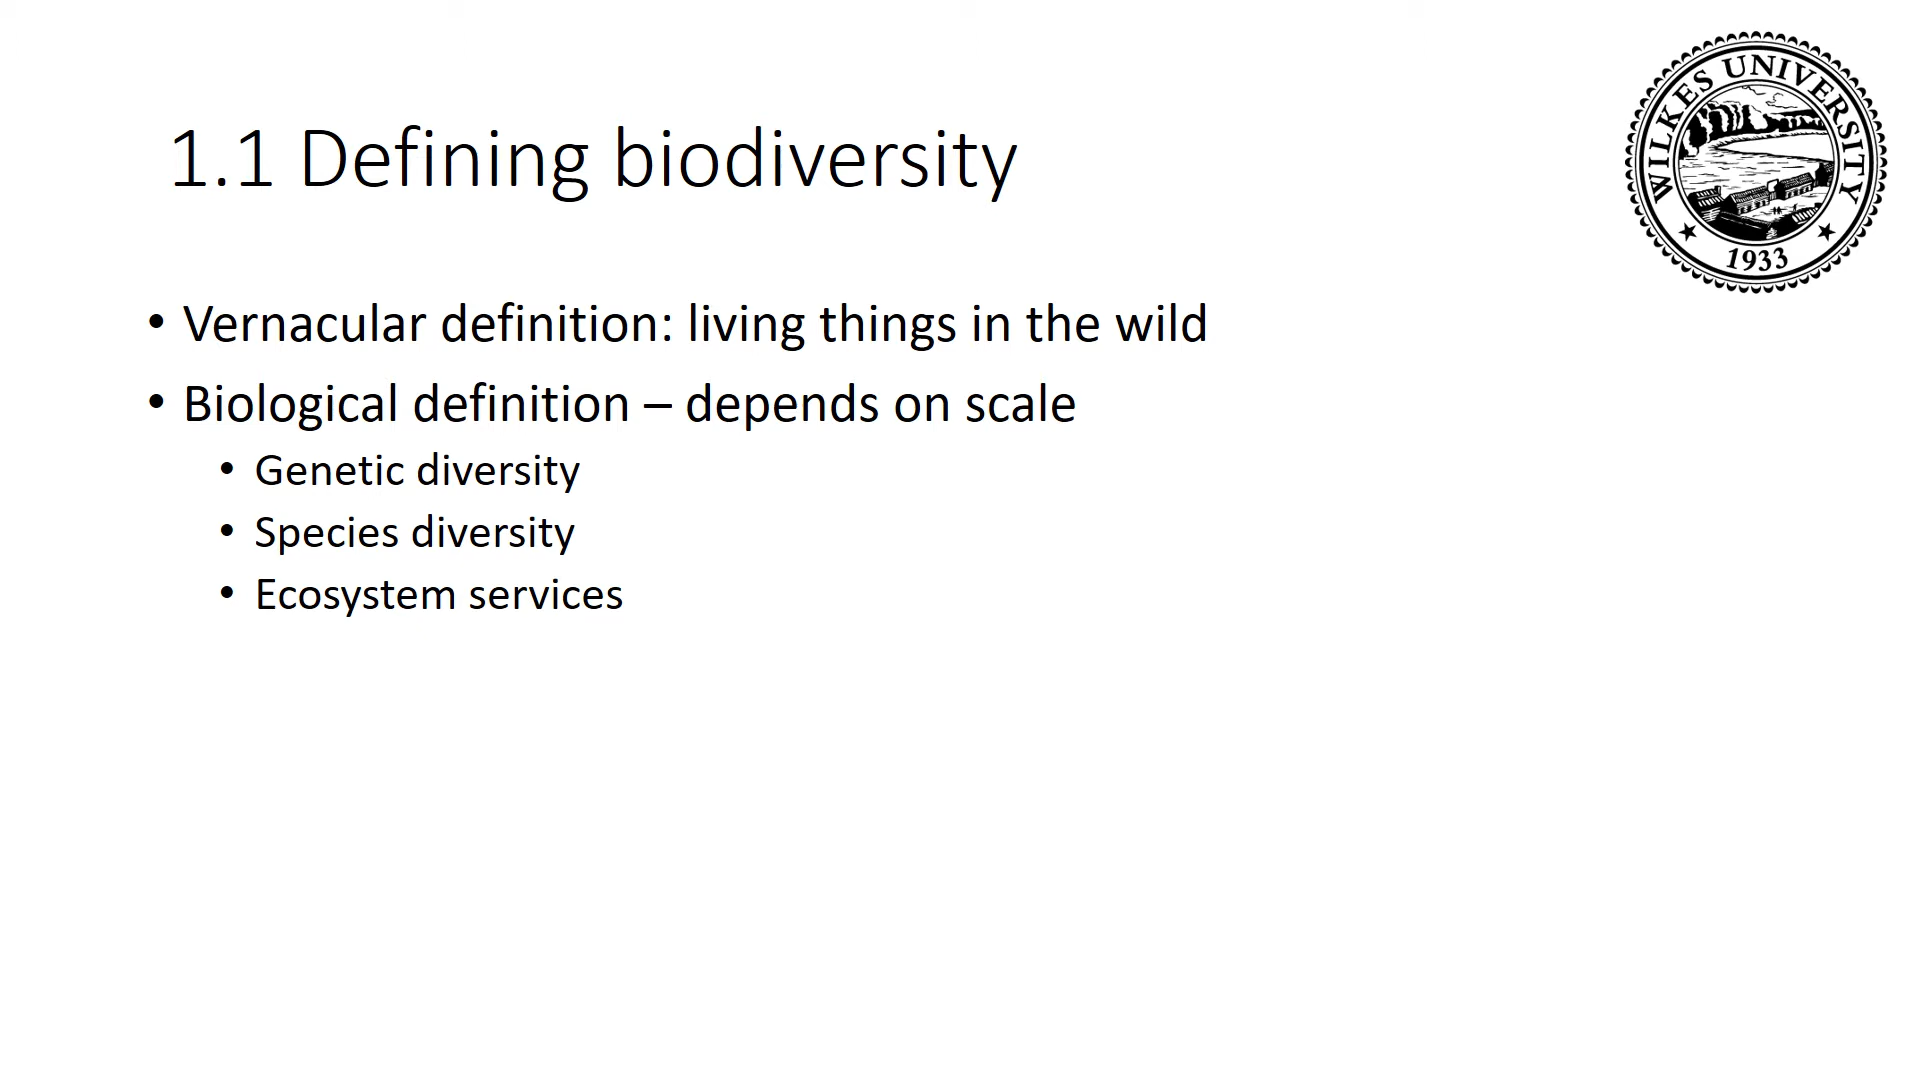 1.1 Defining biodiversity
WILKES UNIVERSITY
1933
• Vernacular definition: living things in the wild
• Biological definition – depends on scale
• Genetic diversity
• Species diversity
• Ecosystem services